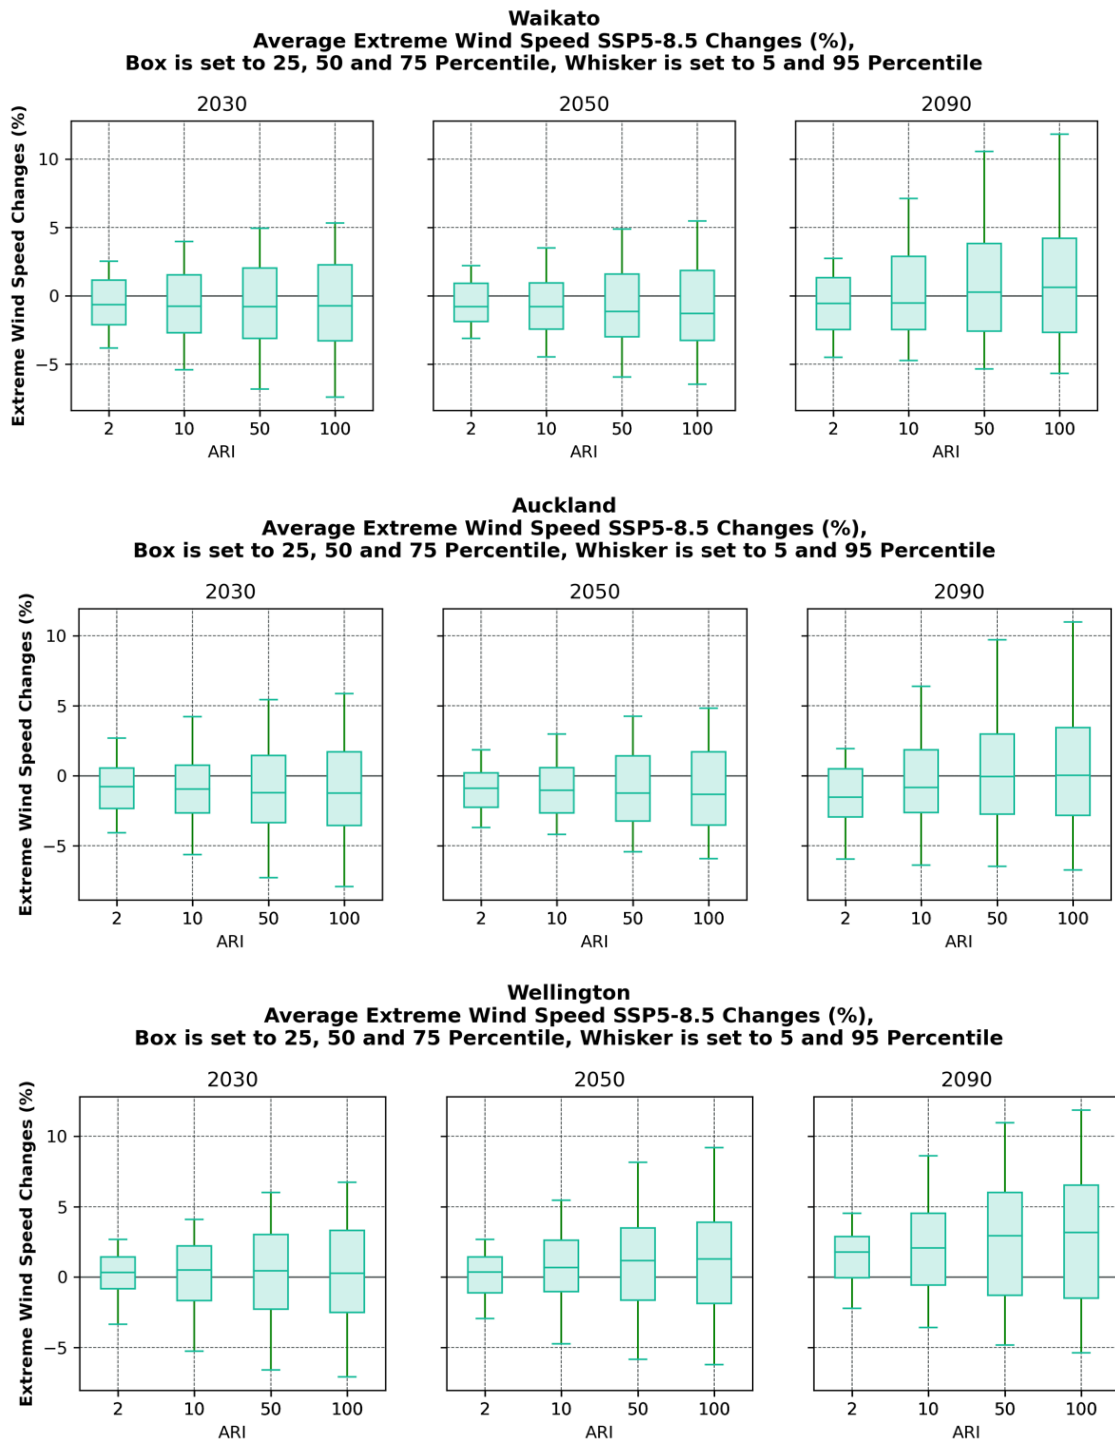 Waikato
Average Extreme Wind Speed SSP5-8.5 Changes (%),
Box is set to 25, 50 and 75 Percentile, Whisker is set to 5 and 95 Percentile
2030 2050 2090
Extreme Wind Speed Changes (%)
10
5
0
−5
2 10 50 100 2 10 50 100 2 10 50 100
ARI ARI ARI
Auckland
Average Extreme Wind Speed SSP5-8.5 Changes (%),
Box is set to 25, 50 and 75 Percentile, Whisker is set to 5 and 95 Percentile
2030 2050 2090
Extreme Wind Speed Changes (%)
10
5
0
−5
2 10 50 100 2 10 50 100 2 10 50 100
ARI ARI ARI
Wellington
Average Extreme Wind Speed SSP5-8.5 Changes (%),
Box is set to 25, 50 and 75 Percentile, Whisker is set to 5 and 95 Percentile
2030 2050 2090
Extreme Wind Speed Changes (%)
10
5
0
−5
2 10 50 100 2 10 50 100 2 10 50 100
ARI ARI ARI